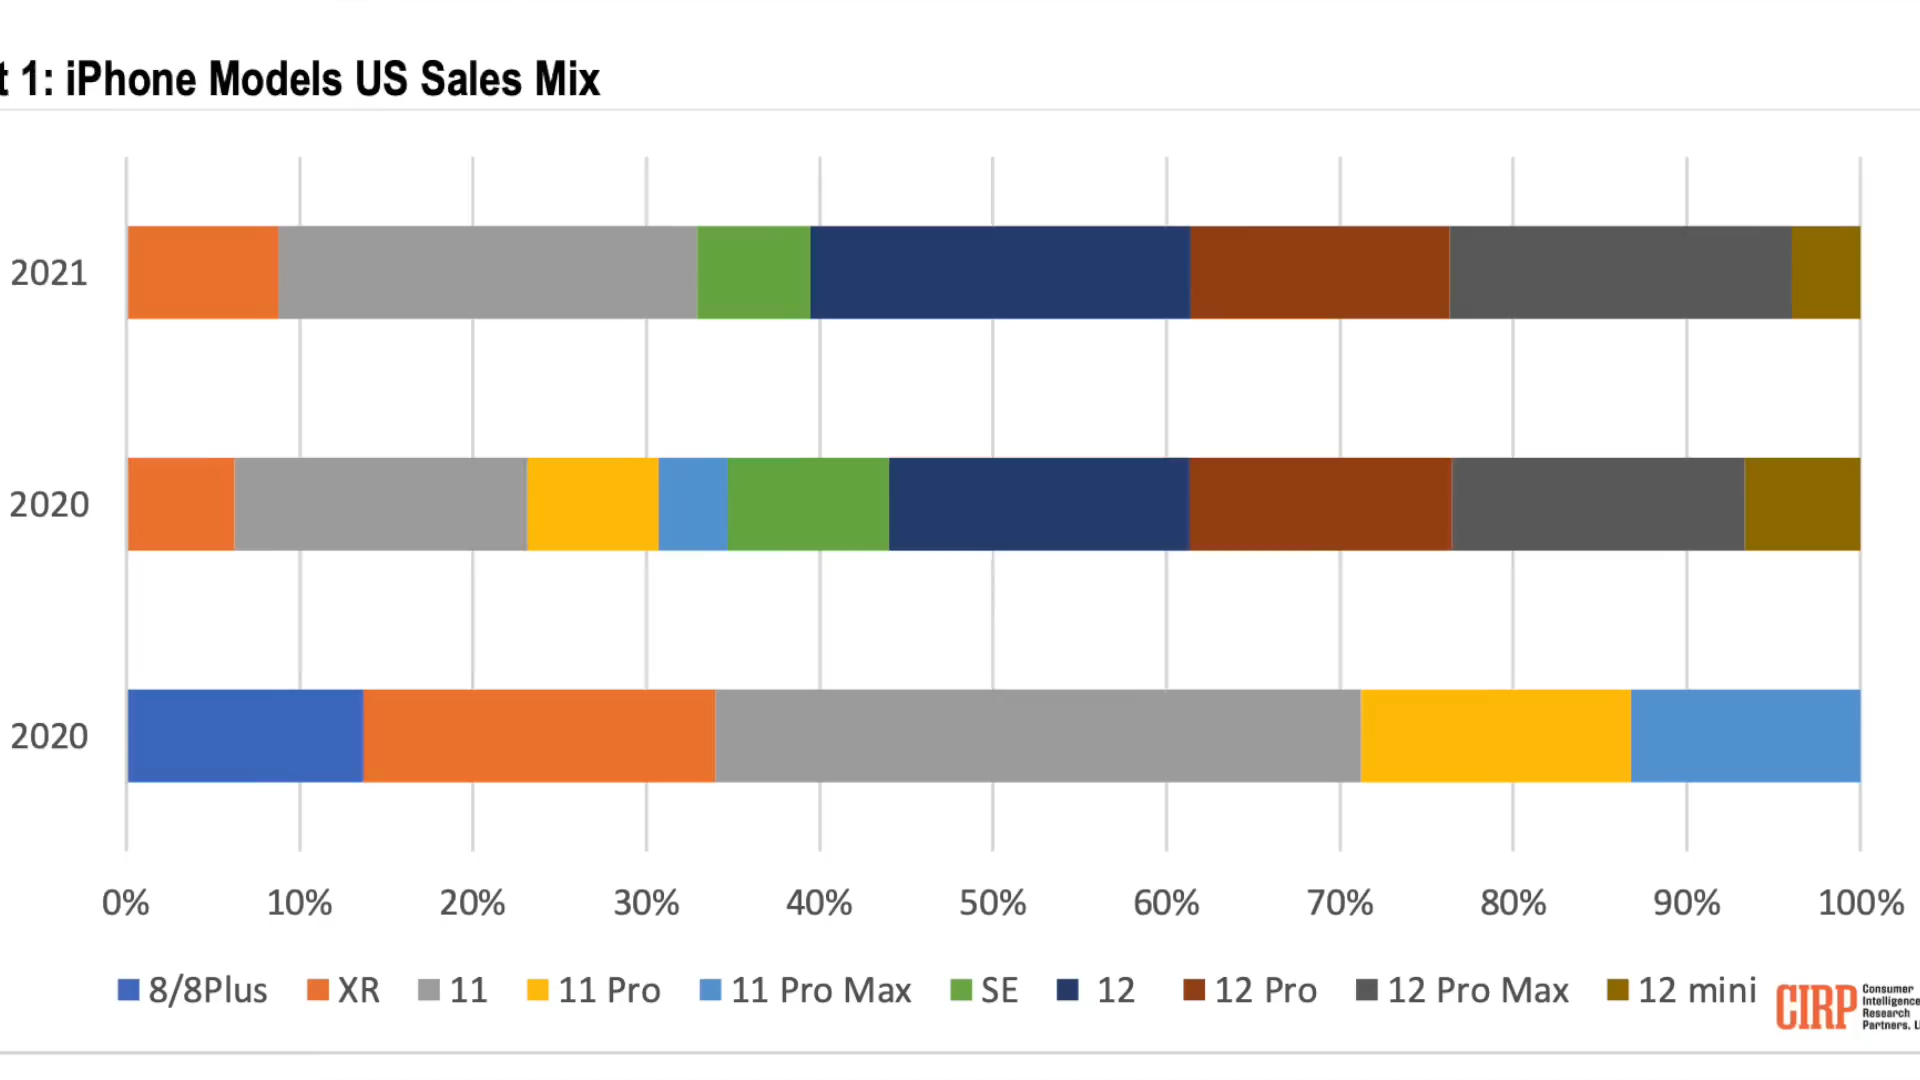 t 1: iPhone Models US Sales Mix
2021
2020
2020
0% 10% 20% 30% 40% 50% 60% 70% 80% 90% 100%
8/8Plus XR 11 11 Pro 11 Pro Max SE 12 12 Pro 12 Pro Max 12 mini
CIRP
Consumer
Intelligence
Research
Partners, L